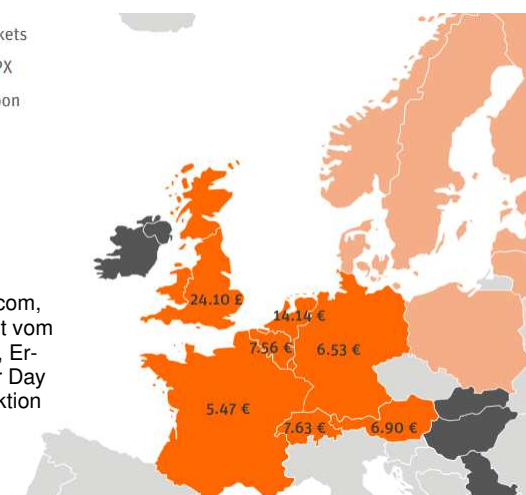 kets
PX
oon
24.10 £
14.14 €
7.56 €
6.53 €
5.47 €
7.63 €
6.90 €
com,
t vom
, Er-
r Day
ktion